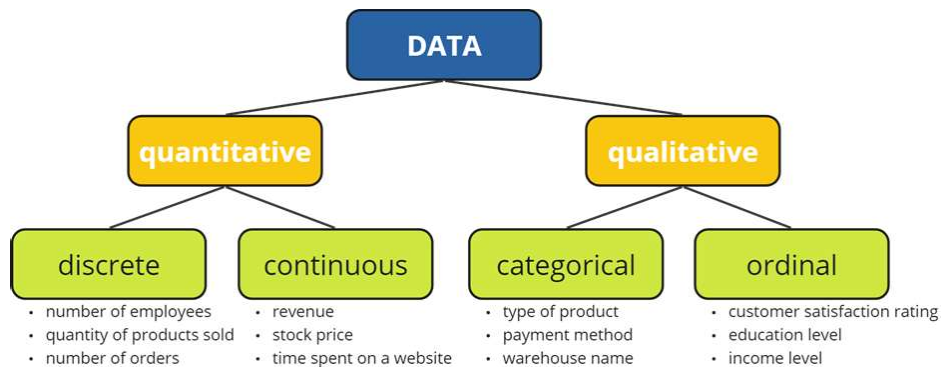 DATA
quantitative
qualitative
discrete
continuous
categorical
ordinal
• number of employees
• quantity of products sold
• number of orders
• revenue
• stock price
• time spent on a website
• type of product
• payment method
• warehouse name
• customer satisfaction rating
• education level
• income level